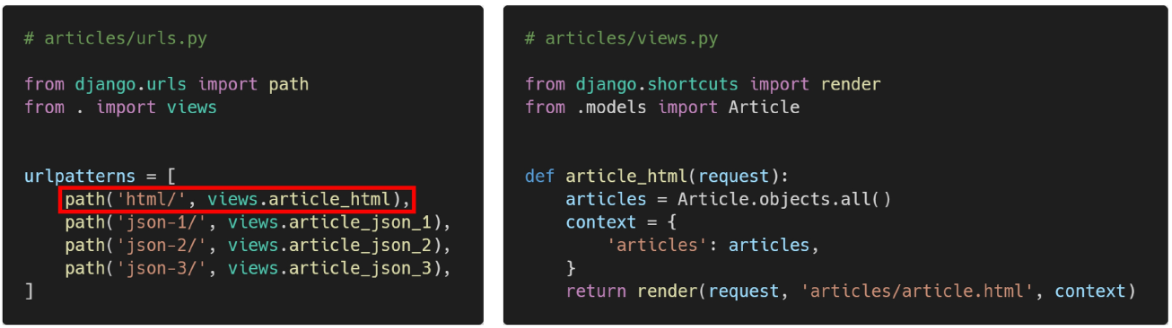 # articles/urls.py
from django.urls import path
from . import views
urlpatterns = [
    path('html/', views.article_html),
    path('json-1/', views.article_json_1),
    path('json-2/', views.article_json_2),
    path('json-3/', views.article_json_3),
]
# articles/views.py
from django.shortcuts import render
from .models import Article
def article_html(request):
    articles = Article.objects.all()
    context = {
        'articles': articles,
    }
    return render(request, 'articles/article.html', context)